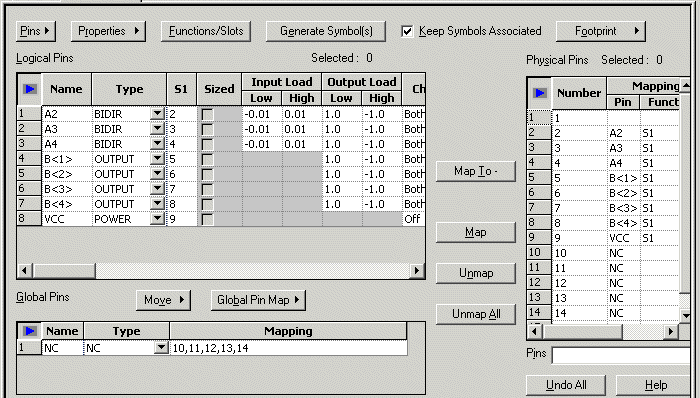 Pins Properties Functions/Slots Generate Symbol(s) Keep Symbols Associated Footprint
Logical Pins Selected : 0 Physical Pins Selected : 0
Input Load Output Load Mapping
Name Type S1 Sized Low High Low High Ch Number Pin Funct
1 A2 BIDIR 2 -0.01 0.01 1.0 -1.0 Both
2 A3 BIDIR 3 -0.01 0.01 1.0 -1.0 Both
3 A4 BIDIR 4 -0.01 0.01 1.0 -1.0 Both
4 B<1> OUTPUT 5 1.0 -1.0 Both
5 B<2> OUTPUT 6 1.0 -1.0 Both
6 B<3> OUTPUT 7 1.0 -1.0 Both
7 B<4> OUTPUT 8 1.0 -1.0 Both
8 VCC POWER 9 Off
1 1
2 2 A2 S1
3 3 A3 S1
4 4 A4 S1
5 5 B<1> S1
6 6 B<2> S1
7 7 B<3> S1
8 8 B<4> S1
9 9 VCC S1
10 10 NC
11 11 NC
12 12 NC
13 13 NC
14 14 NC
Map To -
Map
Unmap
Unmap All
Global Pins Move Global Pin Map
Name Type Mapping
1 NC NC 10,11,12,13,14
Pins
Undo All Help